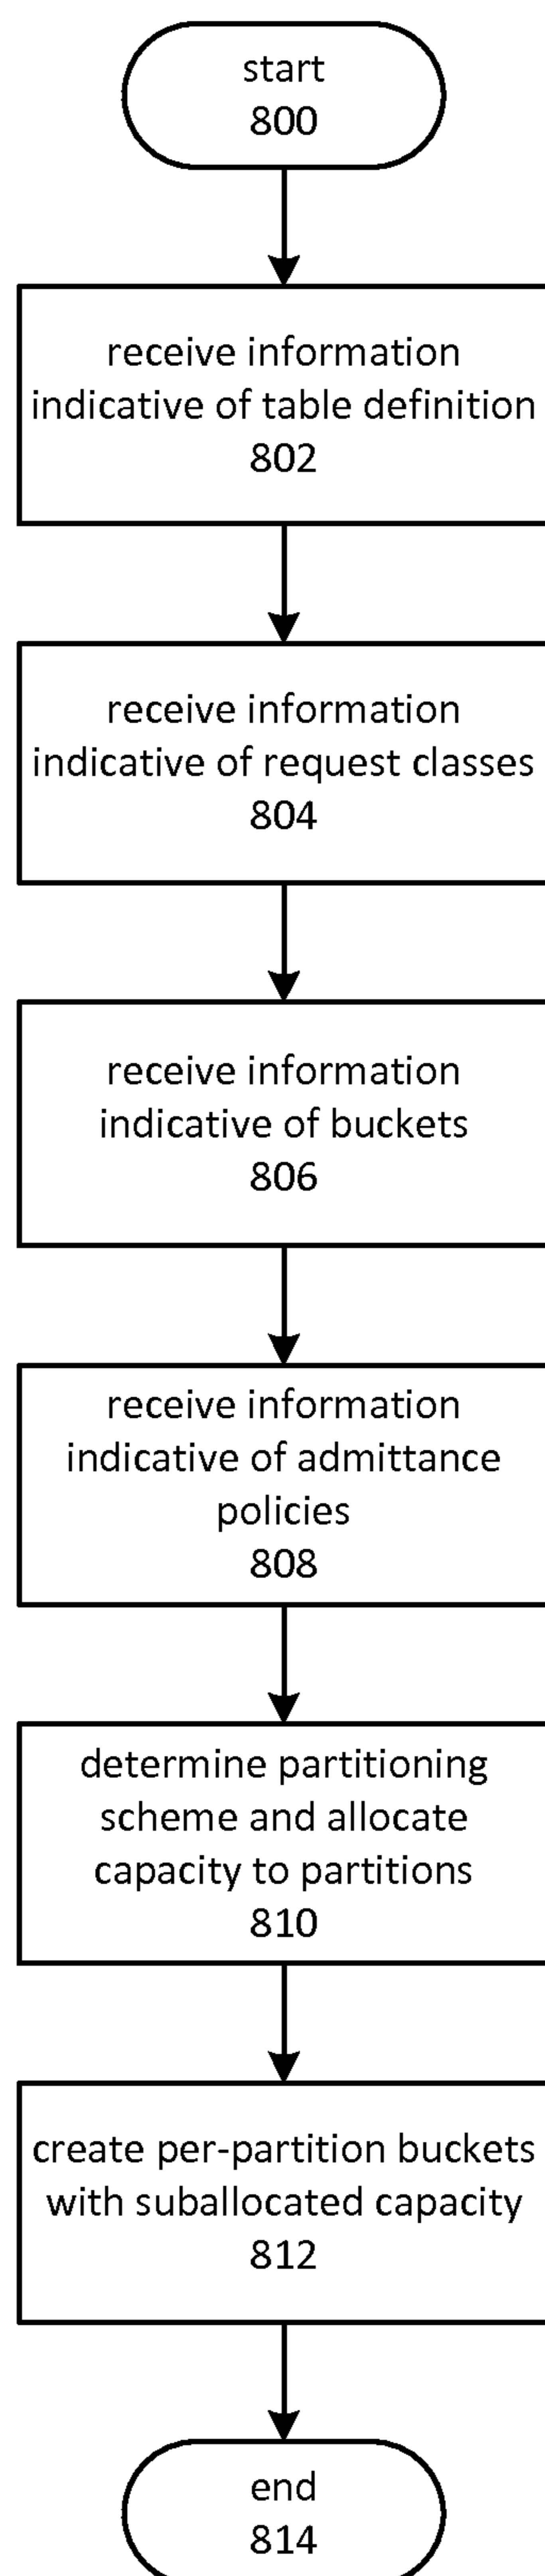 start
800
receive information
indicative of table definition
802
receive information
indicative of request classes
804
receive information
indicative of buckets
806
receive information
indicative of admittance
policies
808
determine partitioning
scheme and allocate
capacity to partitions
810
create per-partition buckets
with suballocated capacity
812
end
814